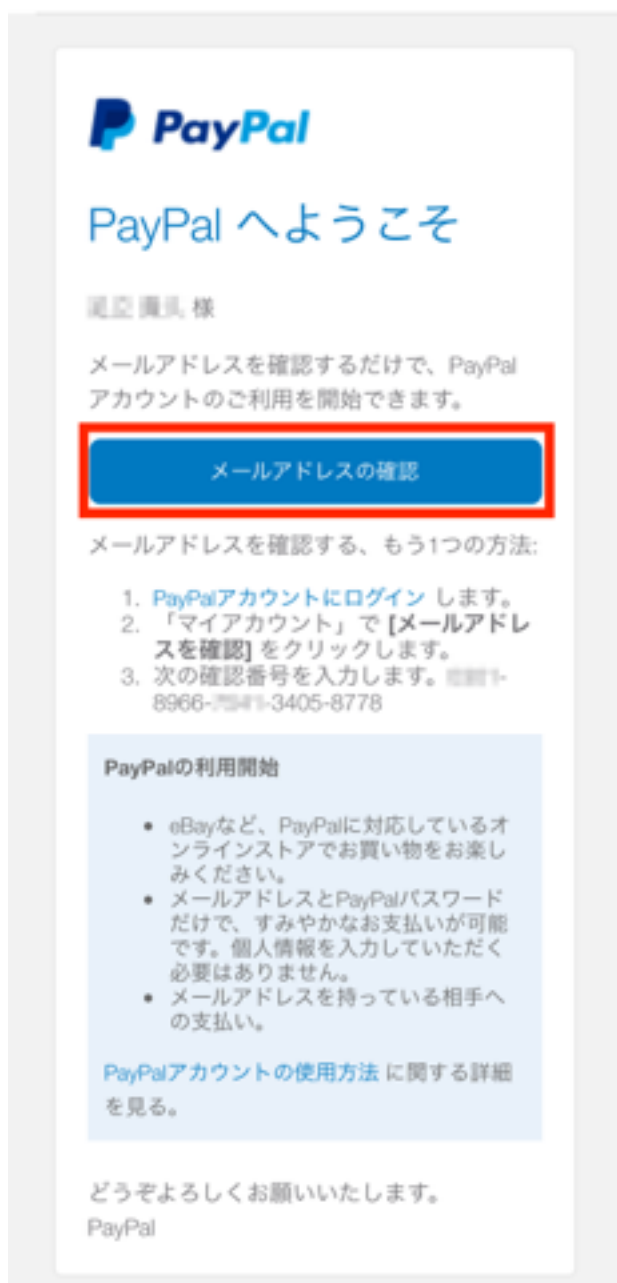 PayPal
PayPal へようこそ
様
メールアドレスを確認するだけで、PayPal
アカウントのご利用を開始できます。
メールアドレスの確認
メールアドレスを確認する、もう1つの方法:
1. PayPalアカウントにログイン します。
2. 「マイアカウント」で [メールアドレ
スを確認] をクリックします。
3. 次の確認番号を入力します。
8966- -3405-8778
PayPalの利用開始
• eBayなど、PayPalに対応しているオ
ンラインストアでお買い物をお楽し
みください。
• メールアドレスとPayPalパスワード
だけで、すみやかなお支払いが可能
です。個人情報を入力していただく
必要はありません。
• メールアドレスを持っている相手へ
の支払い。
PayPalアカウントの使用方法 に関する詳細
を見る。
どうぞよろしくお願いいたします。
PayPal